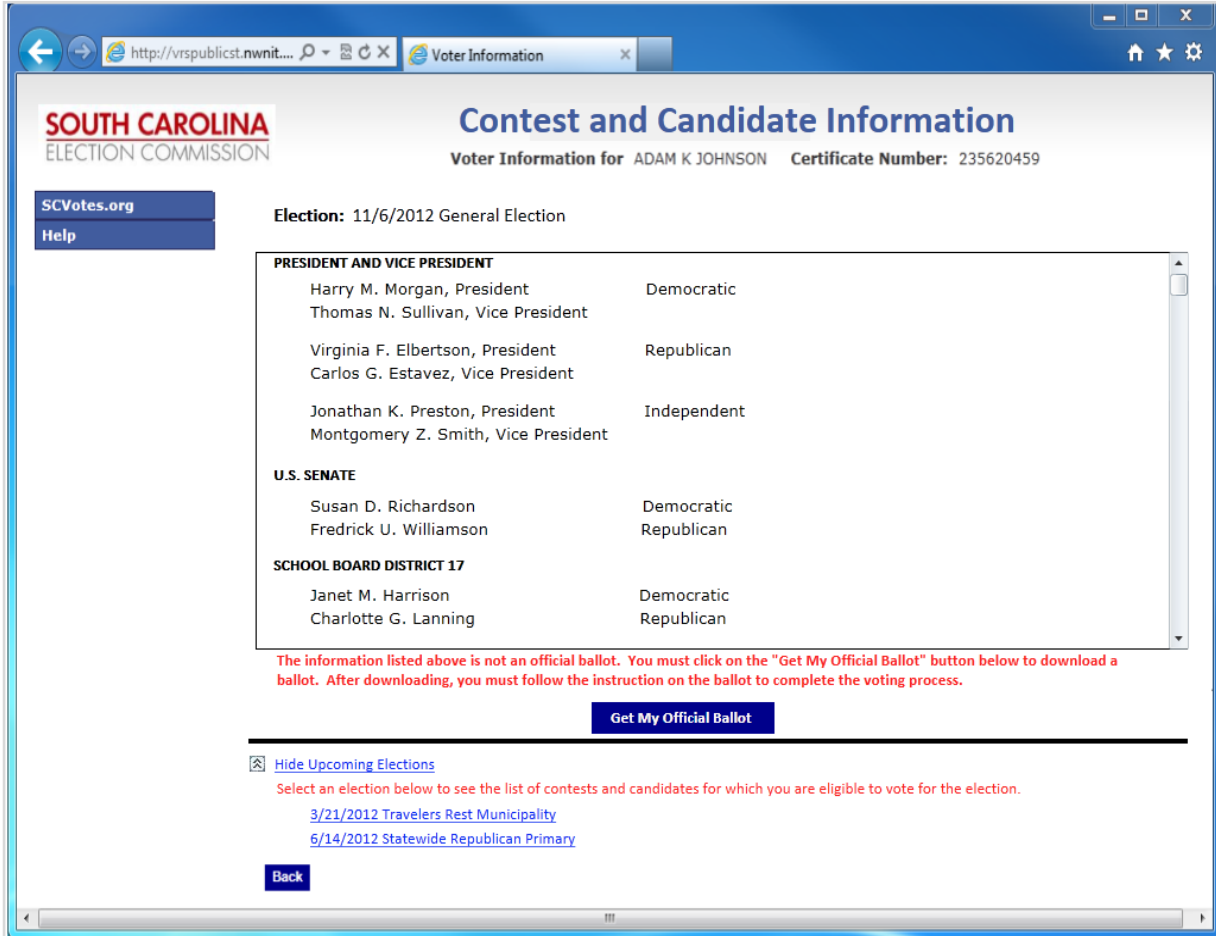 http://vrspublicst.nwnit....
Voter Information
SOUTH CAROLINA
ELECTION COMMISSION
Contest and Candidate Information
Voter Information for ADAM K JOHNSON Certificate Number: 235620459
SCVotes.org
Help
Election: 11/6/2012 General Election
PRESIDENT AND VICE PRESIDENT
Harry M. Morgan, President Democratic
Thomas N. Sullivan, Vice President
Virginia F. Elbertson, President Republican
Carlos G. Estavez, Vice President
Jonathan K. Preston, President Independent
Montgomery Z. Smith, Vice President
U.S. SENATE
Susan D. Richardson Democratic
Fredrick U. Williamson Republican
SCHOOL BOARD DISTRICT 17
Janet M. Harrison Democratic
Charlotte G. Lanning Republican
The information listed above is not an official ballot. You must click on the "Get My Official Ballot" button below to download a
ballot. After downloading, you must follow the instruction on the ballot to complete the voting process.
Get My Official Ballot
Hide Upcoming Elections
Select an election below to see the list of contests and candidates for which you are eligible to vote for the election.
3/21/2012 Travelers Rest Municipality
6/14/2012 Statewide Republican Primary
Back